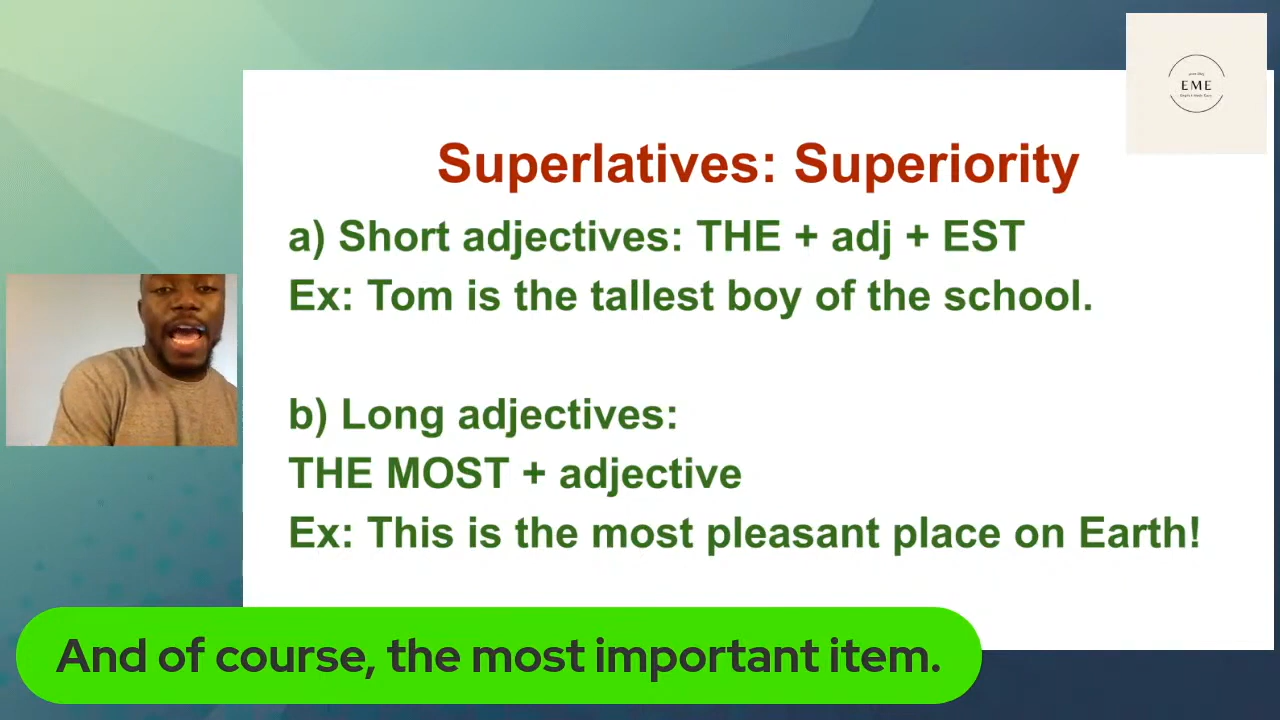 EME
Superlatives: Superiority
a) Short adjectives: THE + adj + EST
Ex: Tom is the tallest boy of the school.
b) Long adjectives:
THE MOST + adjective
Ex: This is the most pleasant place on Earth!
And of course, the most important item.